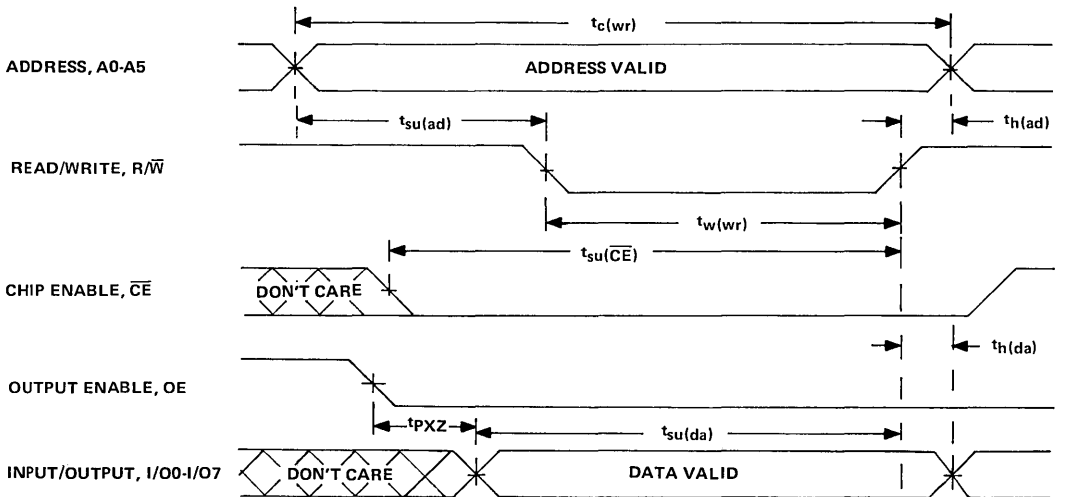 tc(wr)
ADDRESS, A0-A5
ADDRESS VALID
tsu(ad)
th(ad)
READ/WRITE, R/W̅
tw(wr)
tsu(C̅E̅)
CHIP ENABLE, C̅E̅
DON'T CARE
th(da)
OUTPUT ENABLE, OE
tPXZ
tsu(da)
INPUT/OUTPUT, I/O0-I/O7
DON'T CARE
DATA VALID